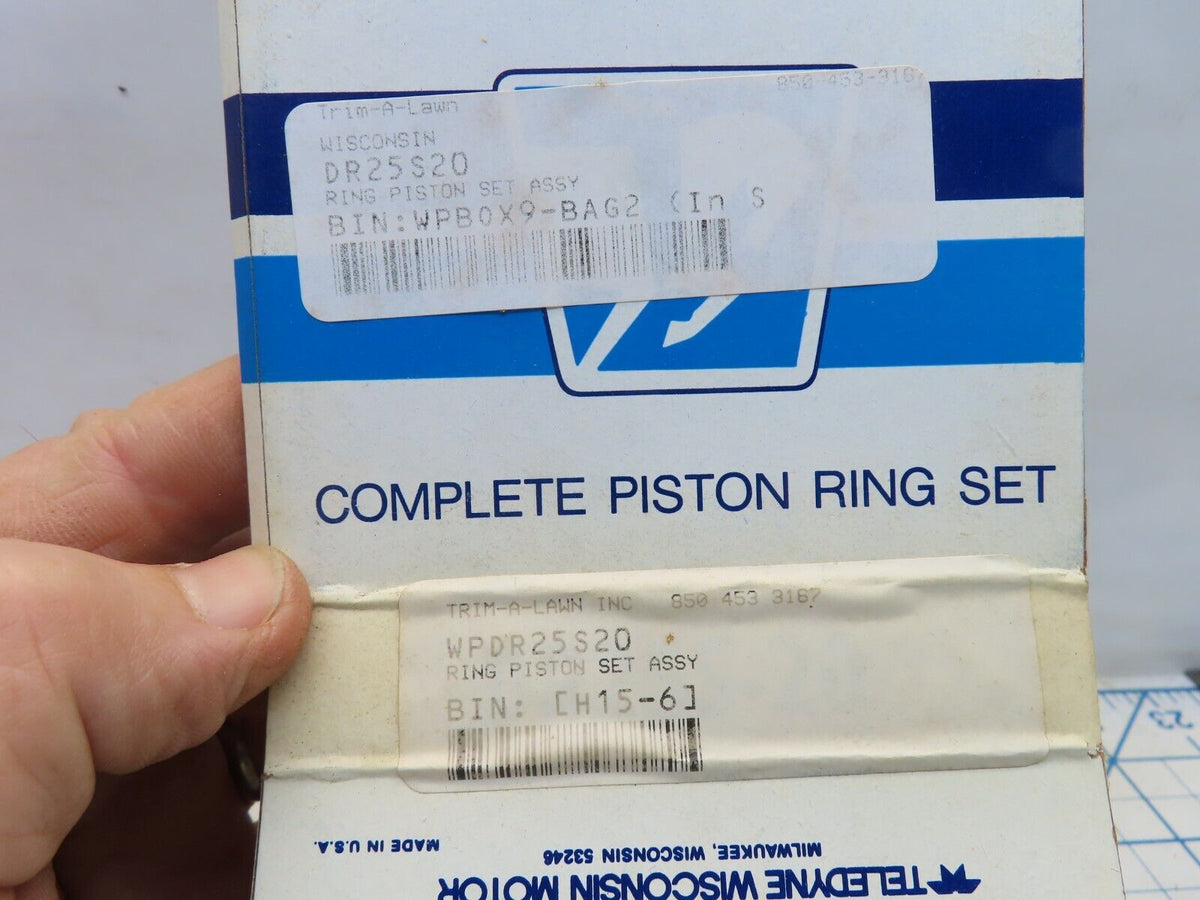 Trim-A-Lawn 850-453-316
WISCONSIN
DR25S20
RING PISTON SET ASSY
BIN:WPBOX9-BAG2 (In S
COMPLETE PISTON RING SET
TRIM-A-LAWN INC 850 453 3167
WPDR25S20
RING PISTON SET ASSY
BIN: [H15-6]
TELEDYNE WISCONSIN MOTOR
MILWAUKEE, WISCONSIN 53246
MADE IN U.S.A.
23